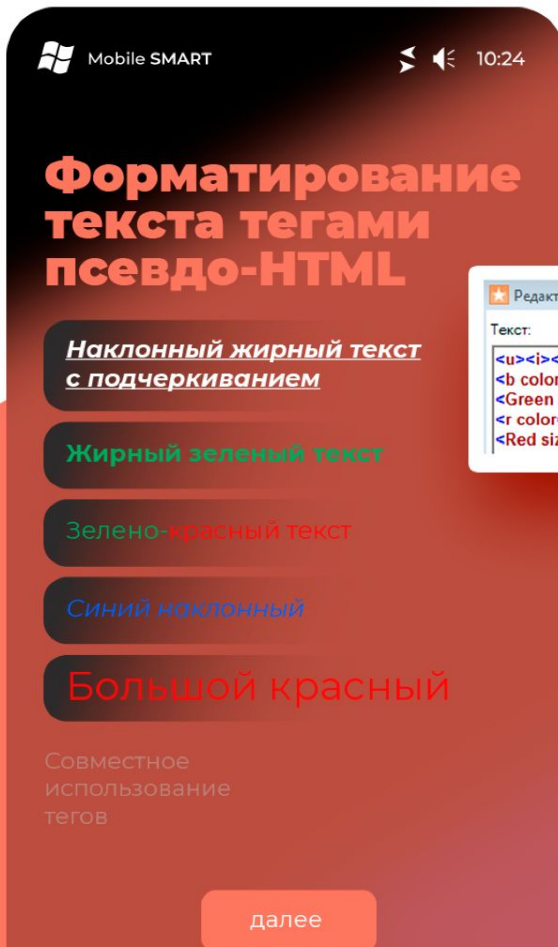 Mobile SMART
10:24
Форматирование
текста тегами
псевдо-HTML
Наклонный жирный текст
с подчеркиванием
Жирный зеленый текст
Зелено-красный текст
Синий наклонный
Большой красный
Совместное
использование
тегов
далее
Редакт
Текст:
<u><i><
<b color
<Green
<r color=
<Red siz